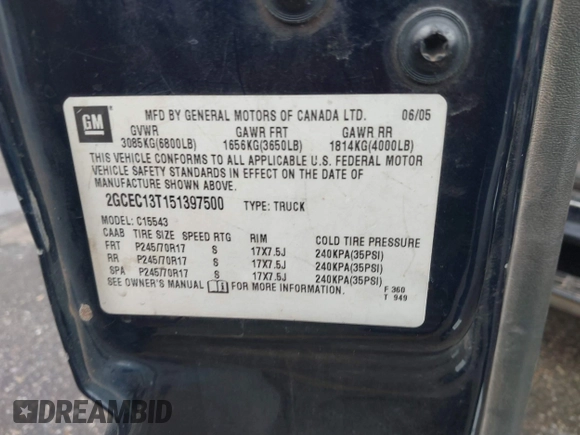 GM
MFD BY GENERAL MOTORS OF CANADA LTD. 06/05
GVWR GAWR FRT GAWR RR
3085KG(6800LB) 1656KG(3650LB) 1814KG(4000LB)
THIS VEHICLE CONFORMS TO ALL APPLICABLE U.S. FEDERAL MOTOR
VEHICLE SAFETY STANDARDS IN EFFECT ON THE DATE OF
MANUFACTURE SHOWN ABOVE.
2GCEC13T151397500 TYPE: TRUCK
MODEL: C15543
CAAB TIRE SIZE SPEED RTG RIM COLD TIRE PRESSURE
FRT P245/70R17 S 17X7.5J 240KPA(35PSI)
RR P245/70R17 S 17X7.5J 240KPA(35PSI)
SPA P245/70R17 S 17X7.5J 240KPA(35PSI)
SEE OWNER'S MANUAL FOR MORE INFORMATION.
F 360
T 949
DREAMBID